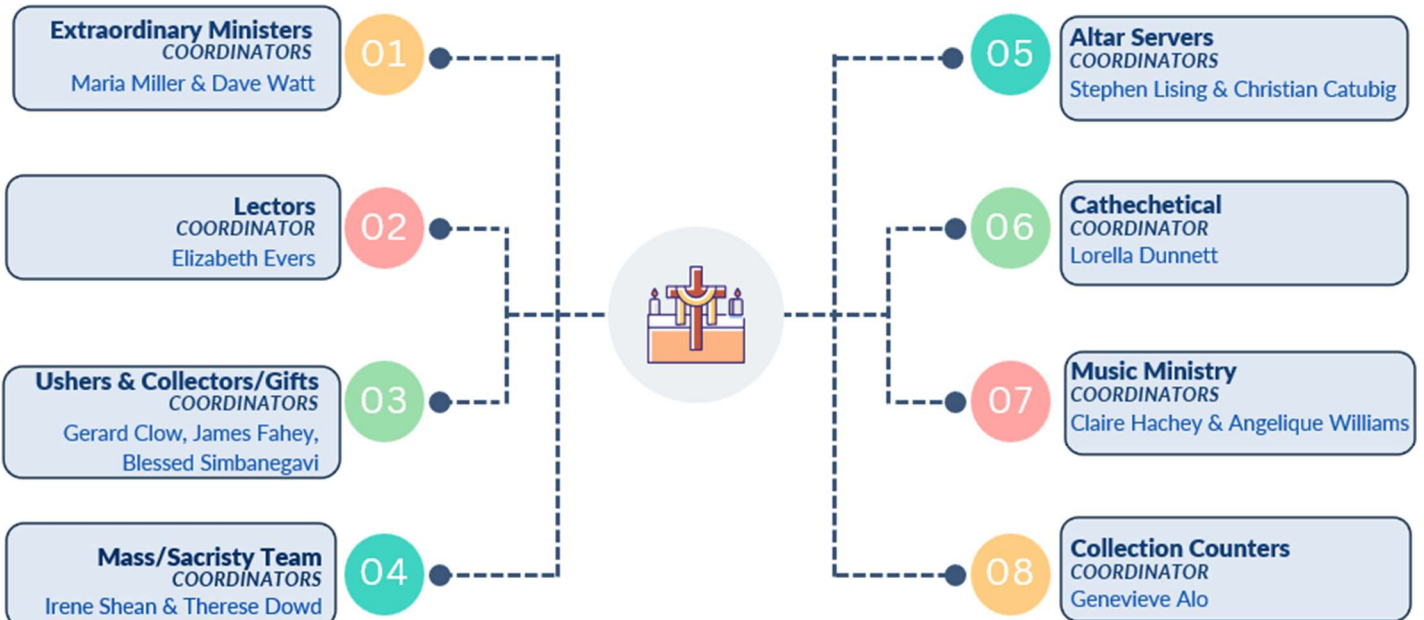 Extraordinary Ministers
COORDINATORS
Maria Miller & Dave Watt
01
Lectors
COORDINATOR
Elizabeth Evers
02
Ushers & Collectors/Gifts
COORDINATORS
Gerard Clow, James Fahey,
Blessed Simbanegavi
03
Mass/Sacristy Team
COORDINATORS
Irene Shean & Therese Dowd
04
05
Altar Servers
COORDINATORS
Stephen Lising & Christian Catubig
06
Cathechetical
COORDINATOR
Lorella Dunnett
07
Music Ministry
COORDINATORS
Claire Hachey & Angelique Williams
08
Collection Counters
COORDINATOR
Genevieve Alo